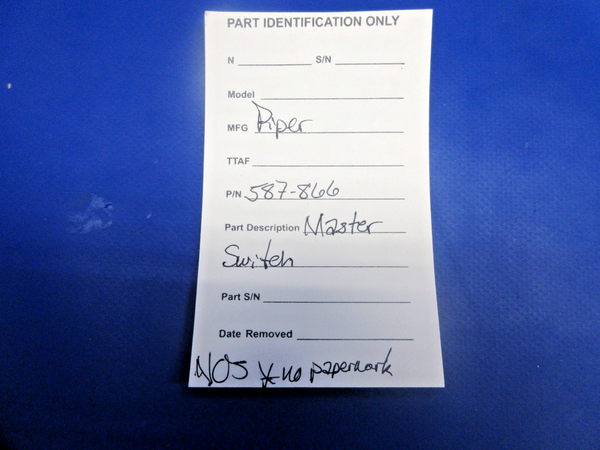 PART IDENTIFICATION ONLY
N S/N
Model
MFG Piper
TTAF
P/N 587-866
Part Description Master
Switch
Part S/N
Date Removed
NOS * no paperwork